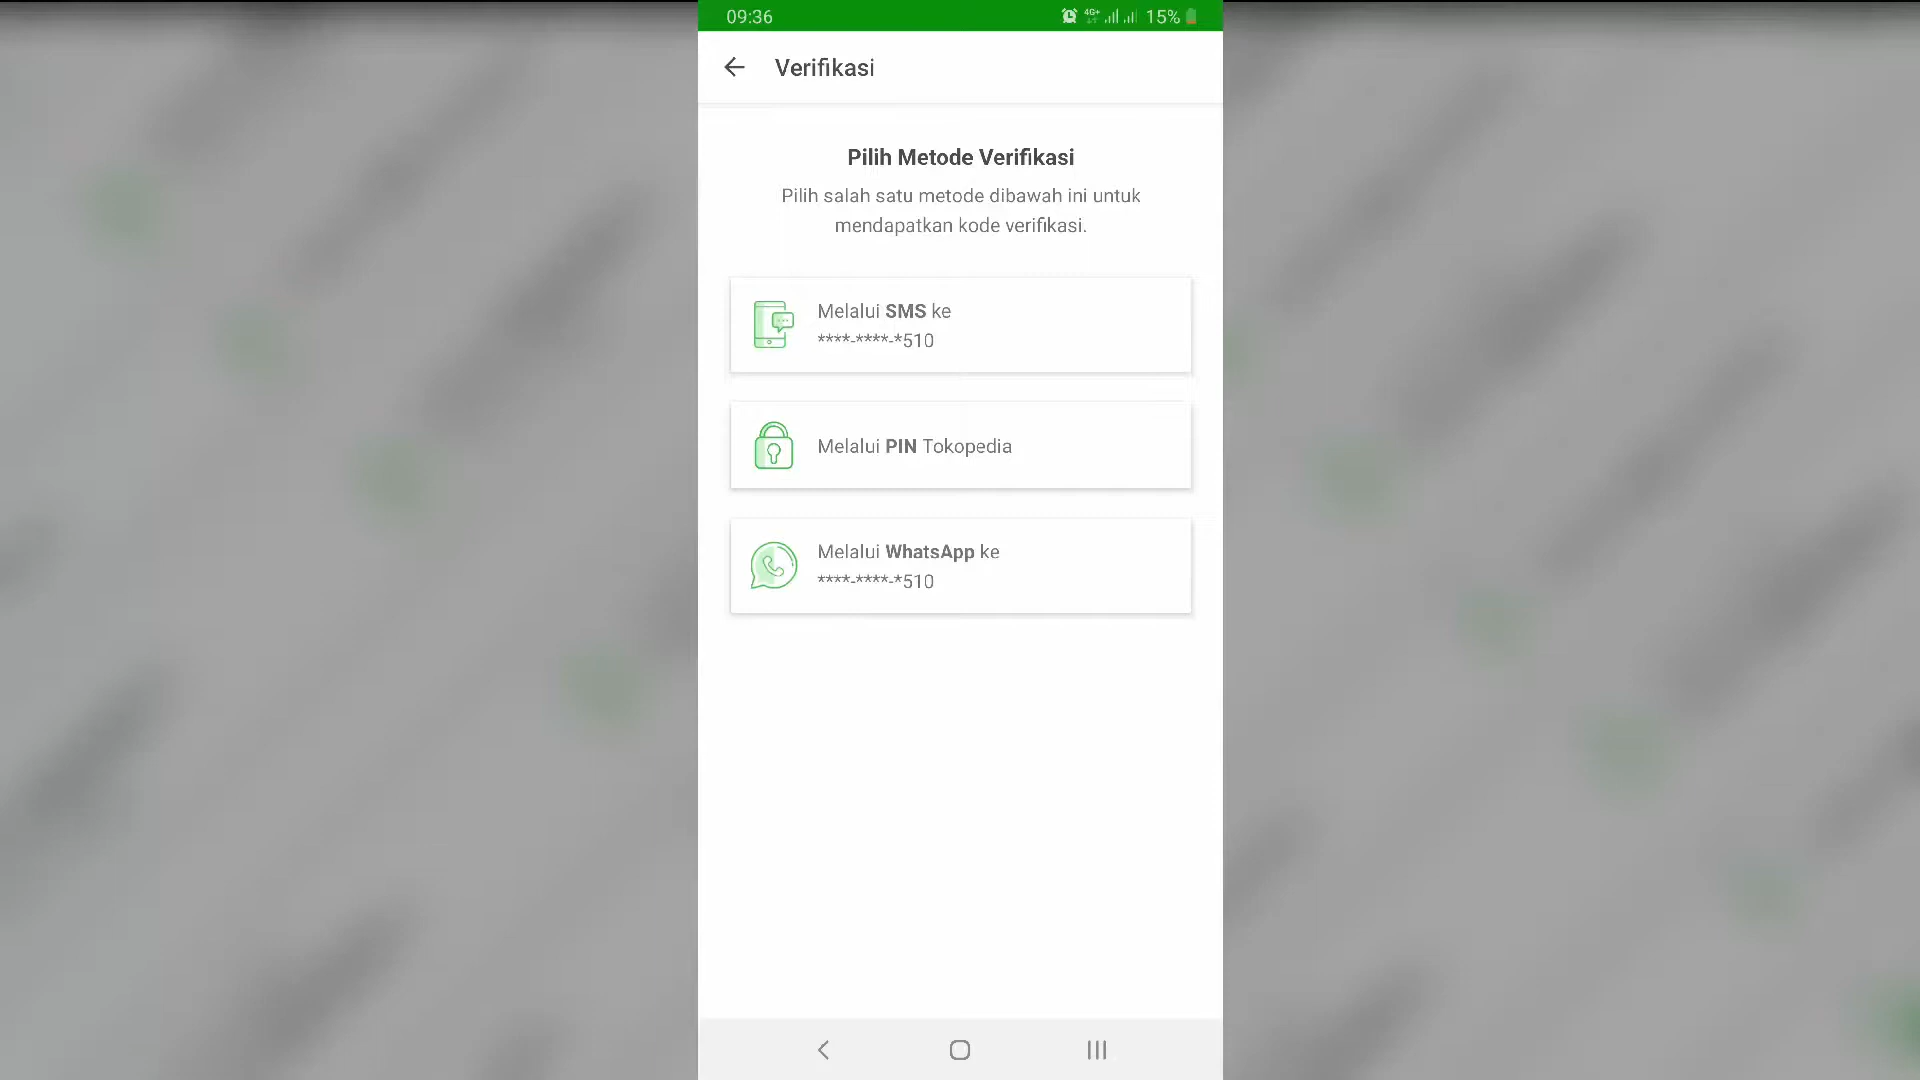 09:36
4G+ 15%
Verifikasi
Pilih Metode Verifikasi
Pilih salah satu metode dibawah ini untuk
mendapatkan kode verifikasi.
Melalui SMS ke
****-****-*510
Melalui PIN Tokopedia
Melalui WhatsApp ke
****-****-*510